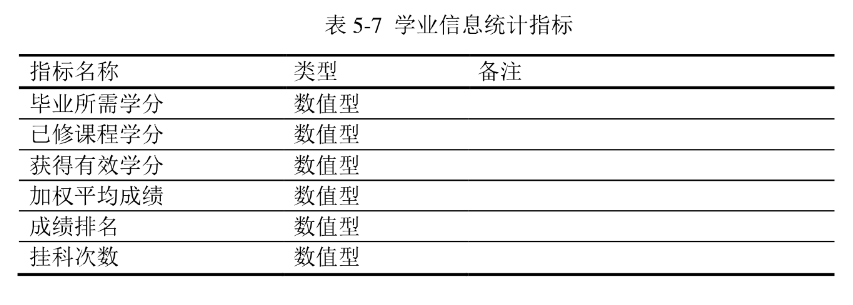 表 5-7 学业信息统计指标
指标名称 类型 备注
毕业所需学分 数值型
已修课程学分 数值型
获得有效学分 数值型
加权平均成绩 数值型
成绩排名 数值型
挂科次数 数值型